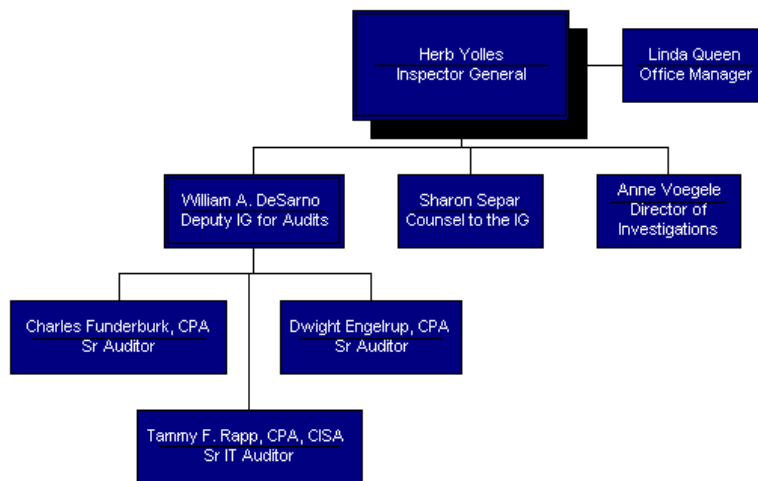 Herb Yolles
Inspector General
Linda Queen
Office Manager
William A. DeSarno
Deputy IG for Audits
Sharon Separ
Counsel to the IG
Anne Voegele
Director of
Investigations
Charles Funderburk, CPA
Sr Auditor
Dwight Engelrup, CPA
Sr Auditor
Tammy F. Rapp, CPA, CISA
Sr IT Auditor